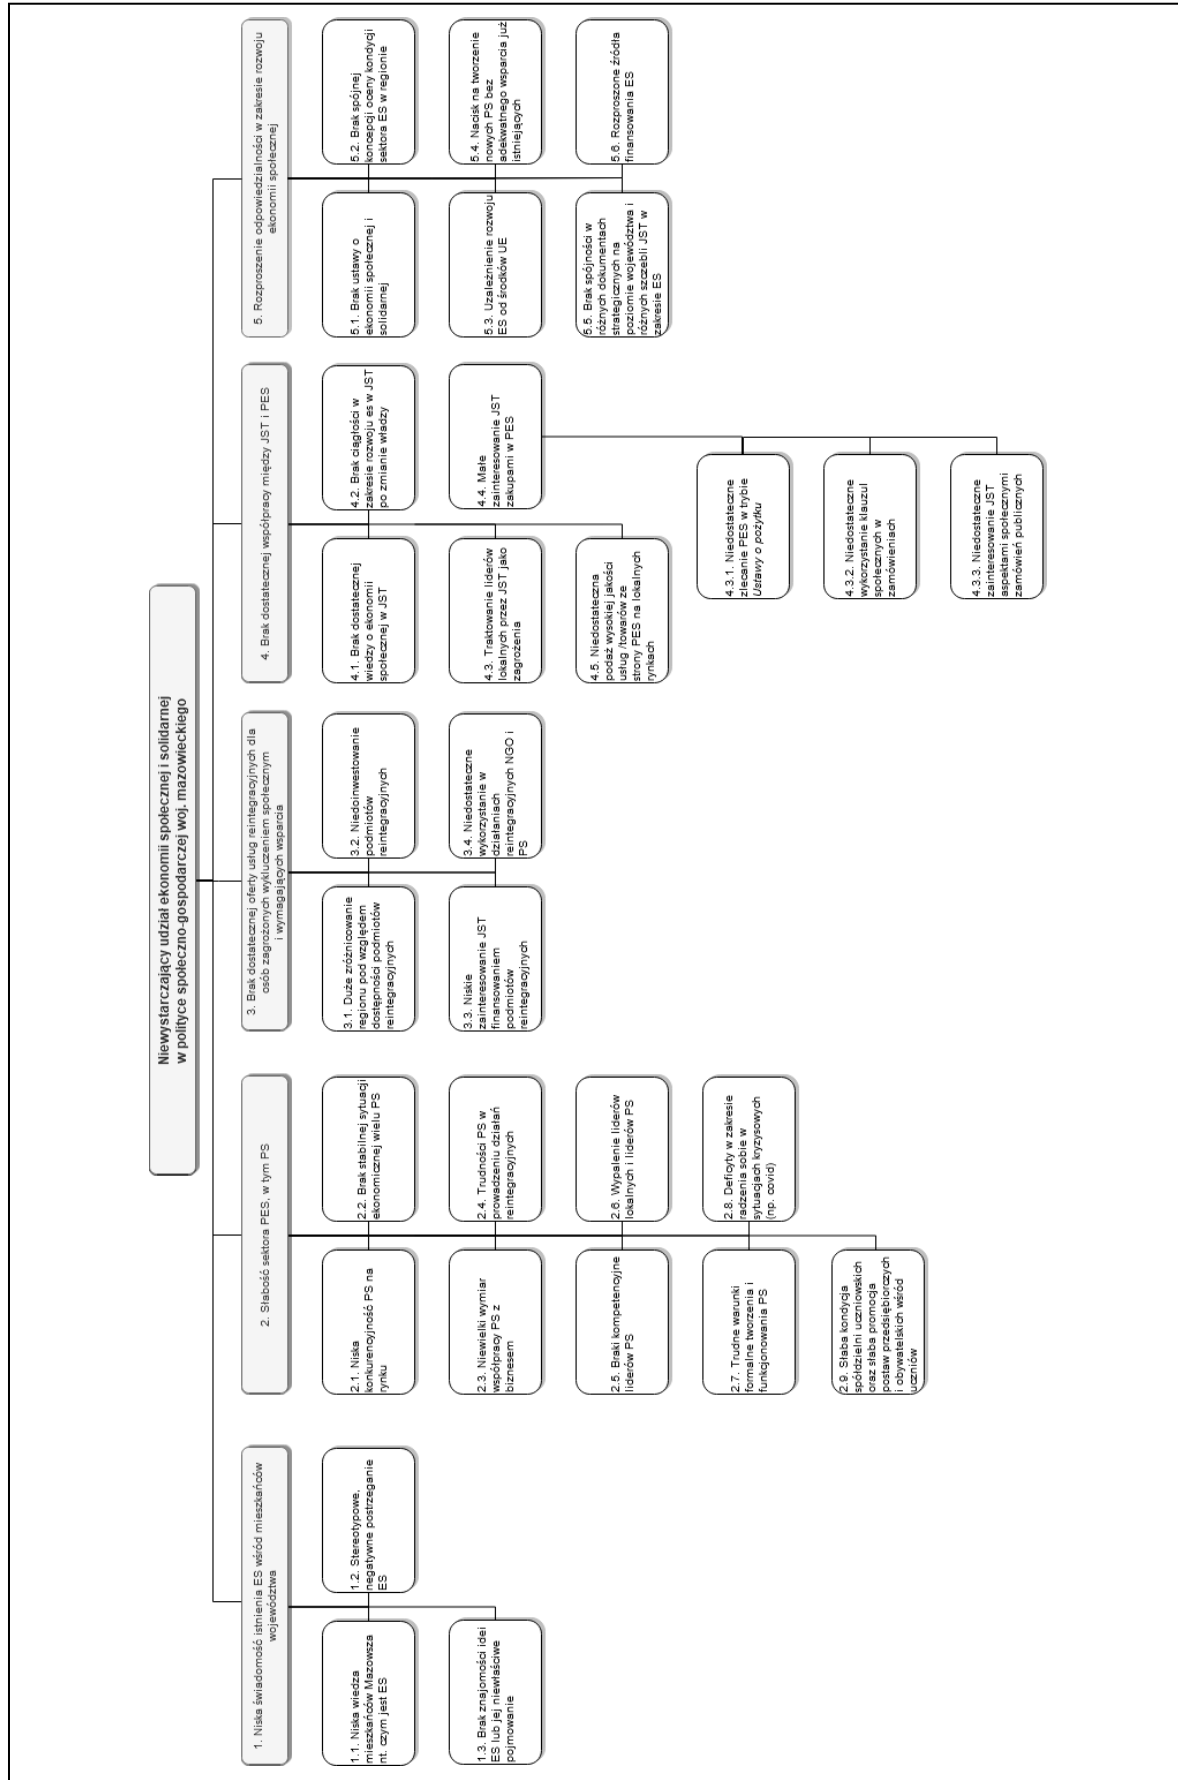 Niewystarczający udział ekonomii społecznej i solidarnej
w polityce społeczno-gospodarczej woj. mazowieckiego
1. Niska świadomość istnienia ES wśród mieszkańców
województwa
1.1. Niska wiedza
mieszkańców Mazowsza
nt. czym jest ES
1.2. Stereotypowe,
negatywne postrzeganie
ES
1.3. Brak znajomości idei
ES lub jej niewłaściwe
pojmowanie
2. Słabość sektora PES, w tym PS
2.1. Niska
konkurencyjność PS na
rynku
2.2. Brak stabilnej sytuacji
ekonomicznej wielu PS
2.3. Niewielki wymiar
współpracy PS z
biznesem
2.4. Trudności PS w
prowadzeniu działań
reintegracyjnych
2.5. Braki kompetencyjne
liderów PS
2.6. Wypalenie liderów
lokalnych i liderów PS
2.7. Trudne warunki
formalne tworzenia i
funkcjonowania PS
2.8. Deficyty w zakresie
radzenia sobie w
sytuacjach kryzysowych
(np. covid)
2.9. Słaba kondycja
spółdzielni uczniowskich
oraz słaba promocja
postaw przedsiębiorczych
i obywatelskich wśród
uczniów
3. Brak dostatecznej oferty usług reintegracyjnych dla
osób zagrożonych wykluczeniem społecznym
i wymagających wsparcia
3.1. Duże zróżnicowanie
regionu pod względem
dostępności podmiotów
reintegracyjnych
3.2. Niedoinwestowanie
podmiotów
reintegracyjnych
3.3. Niskie
zainteresowanie JST
finansowaniem
podmiotów
reintegracyjnych
3.4. Niedostateczne
wykorzystanie w
działaniach
reintegracyjnych NGO i
PS
4. Brak dostatecznej współpracy między JST i PES
4.1. Brak dostatecznej
wiedzy o ekonomii
społecznej w JST
4.2. Brak ciągłości w
zakresie rozwoju es w JST
po zmianie władzy
4.3. Traktowanie liderów
lokalnych przez JST jako
zagrożenia
4.4. Małe
zainteresowanie JST
zakupami w PES
4.5. Niedostateczna
podaż wysokiej jakości
usług /towarów ze
strony PES na lokalnych
rynkach
4.3.1. Niedostateczne
zlecanie PES w trybie
Ustawy o pożytku
4.3.2. Niedostateczne
wykorzystanie klauzul
społecznych w
zamówieniach
4.3.3. Niedostateczne
zainteresowanie JST
aspektami społecznymi
zamówień publicznych
5. Rozproszenie odpowiedzialności w zakresie rozwoju
ekonomii społecznej
5.1. Brak ustawy o
ekonomii społecznej i
solidarnej
5.2. Brak spójnej
koncepcji oceny kondycji
sektora ES w regionie
5.3. Uzależnienie rozwoju
ES od środków UE
5.4. Nacisk na tworzenie
nowych PS bez
adekwatnego wsparcia już
istniejących
5.5. Brak spójności w
różnych dokumentach
strategicznych na
poziomie województwa i
różnych szczebli JST w
zakresie ES
5.6. Rozproszone źródła
finansowania ES